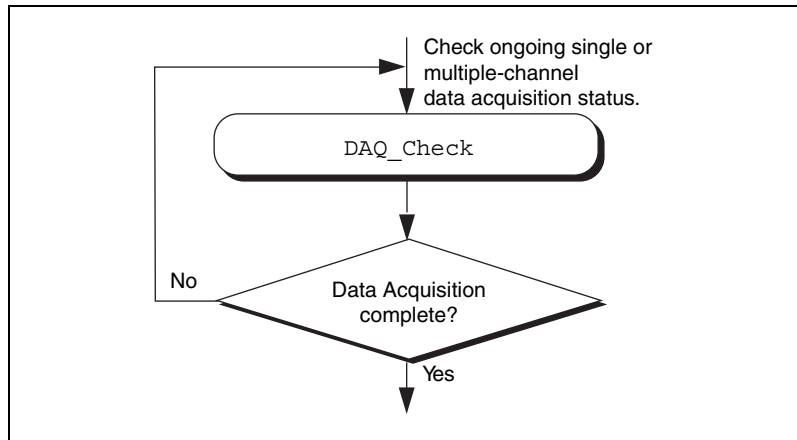 Check ongoing single or
multiple-channel
data acquisition status.
DAQ_Check
No
Data Acquisition
complete?
Yes